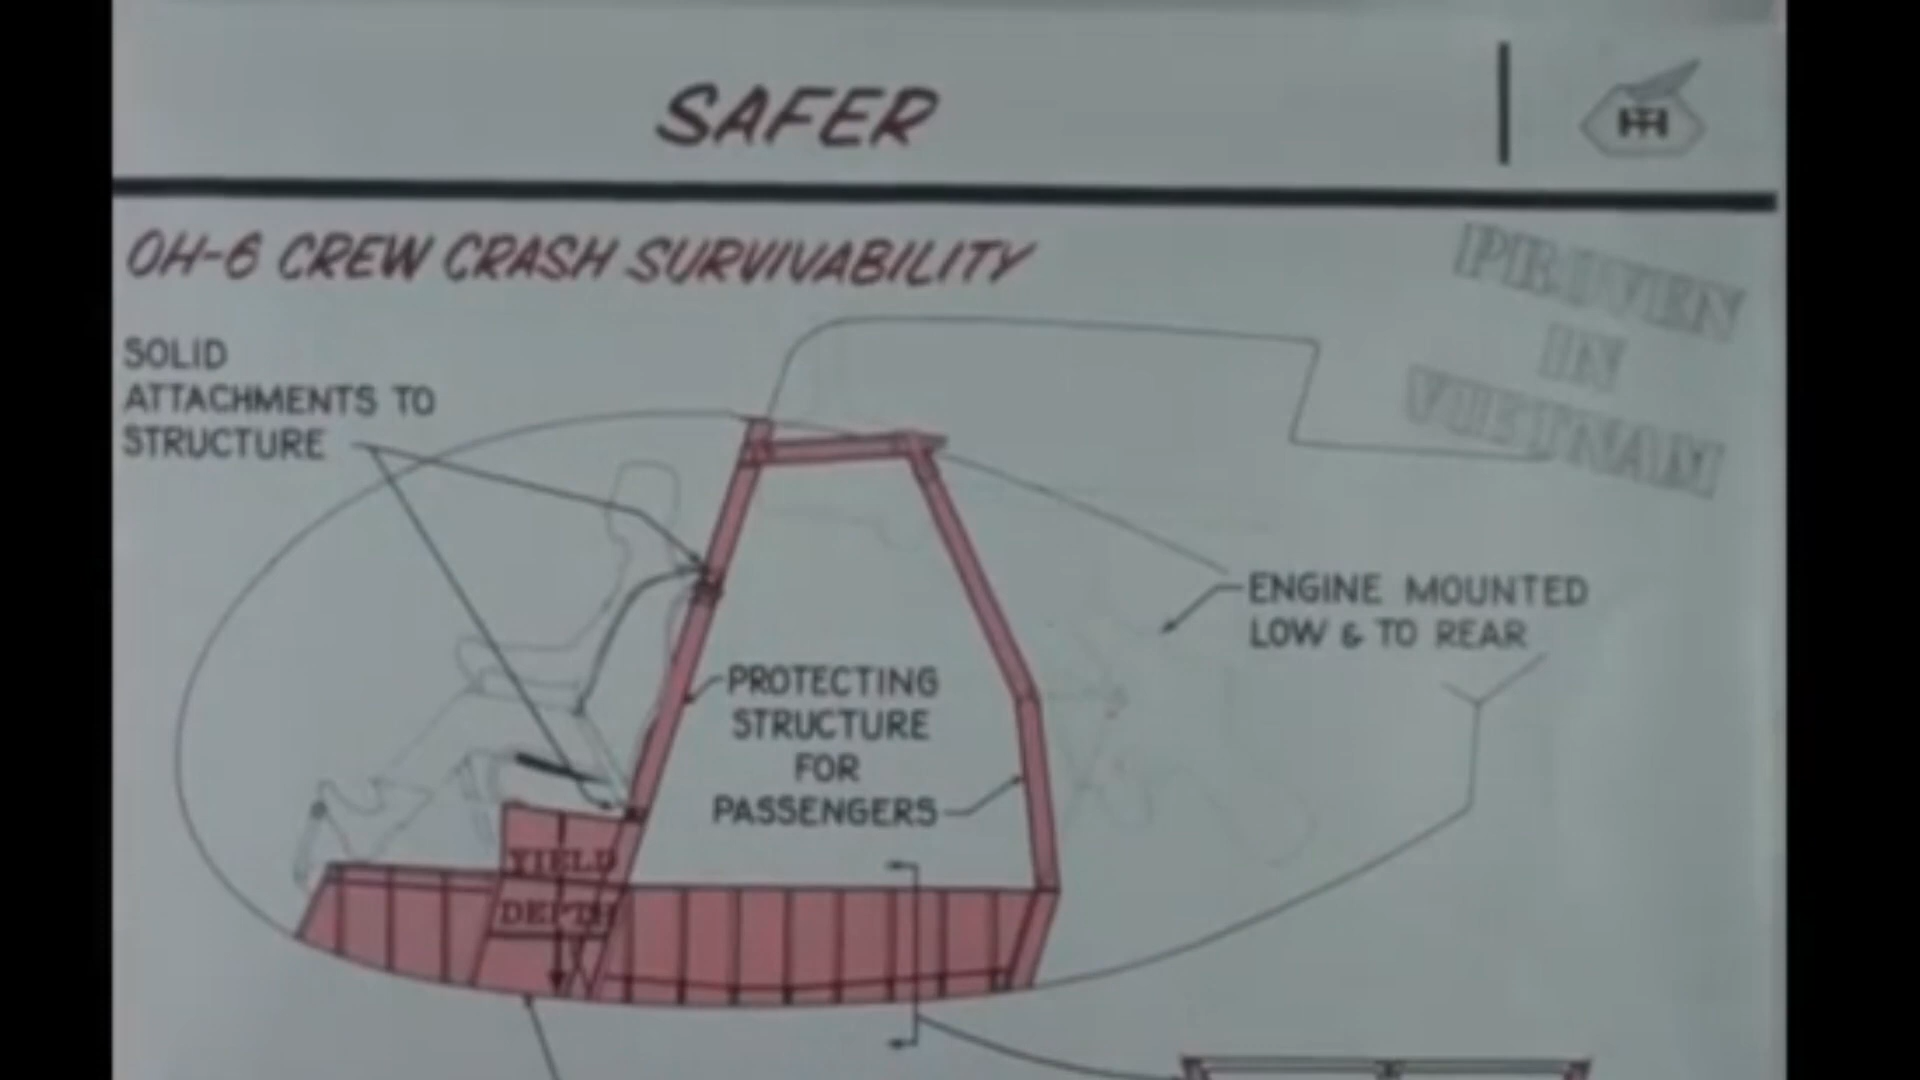 SAFER
OH-6 CREW CRASH SURVIVABILITY
PROVEN
IN
VIETNAM
SOLID
ATTACHMENTS TO
STRUCTURE
ENGINE MOUNTED
LOW & TO REAR
PROTECTING
STRUCTURE
FOR
PASSENGERS
YIELD
DEPTH